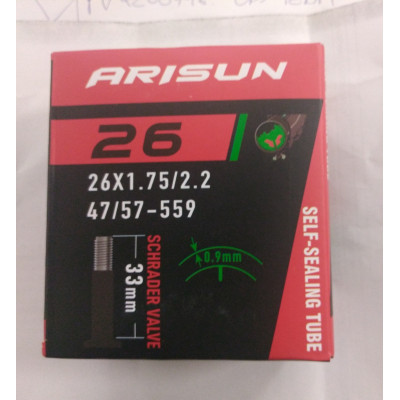 ARISUN
26
26X1.75/2.2
47/57-559
SCHRADER VALVE
33mm
0.9mm
SELF-SEALING TUBE